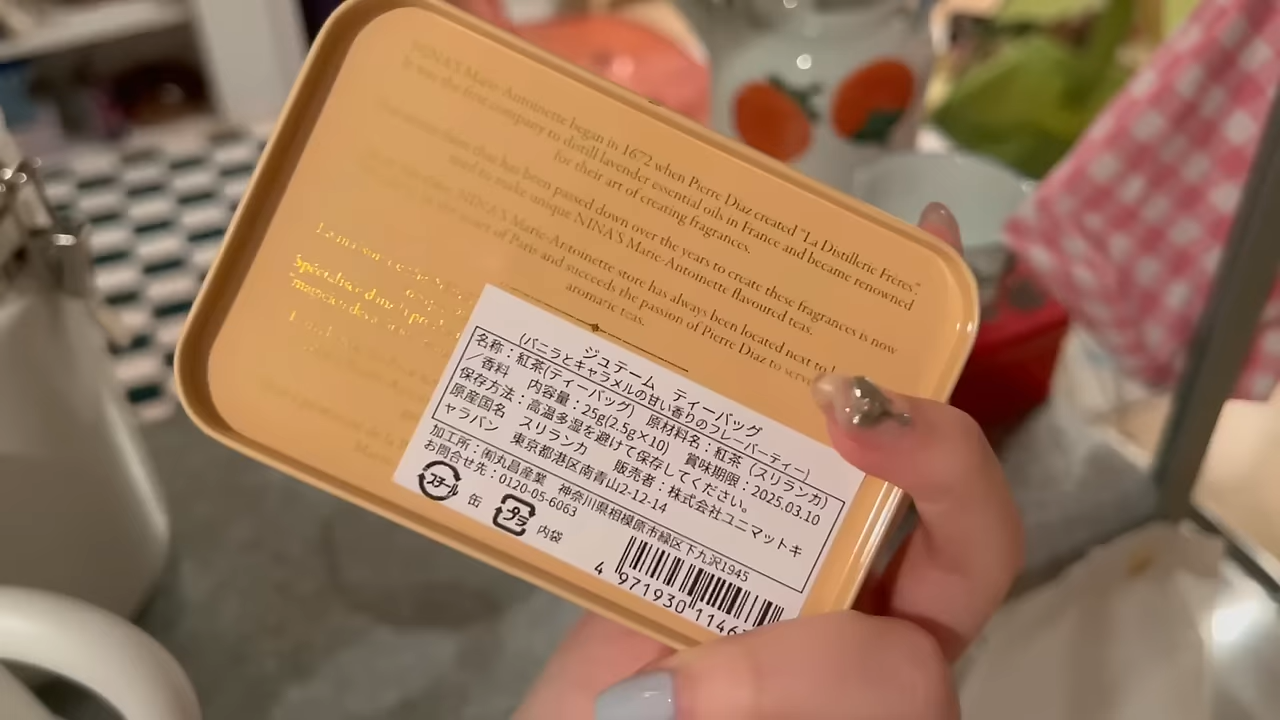 NINA'S Marie-Antoinette began in 1672 when Pierre Diaz created "La Distillerie Frères."
It was the first company to distill lavender essential oils in France and became renowned
for their art of creating fragrances.
that has been passed down over the years to create these fragrances is now
used to make unique NINA'S Marie-Antoinette flavoured teas.
NINA'S Marie-Antoinette store has always been located next to
art of Paris and succeeds the passion of Pierre Diaz to serve
aromatic teas.
La maison
Spécialisée d
ジュテーム ティーバッグ
(バニラとキャラメルの甘い香りのフレーバーティー)
名称:紅茶(ティーバッグ) 原材料名:紅茶(スリランカ)
/香料 内容量:25g(2.5g×10) 賞味期限:2025.03.10
保存方法:高温多湿を避けて保存してください。
原産国名 スリランカ 販売者:株式会社ユニマットキ
ャラバン 東京都港区南青山2-12-14
加工所:㈲丸昌産業 神奈川県相模原市緑区下九沢1945
お問合せ先:0120-05-6063
スチール 缶 プラ 内袋
4 971930 1146